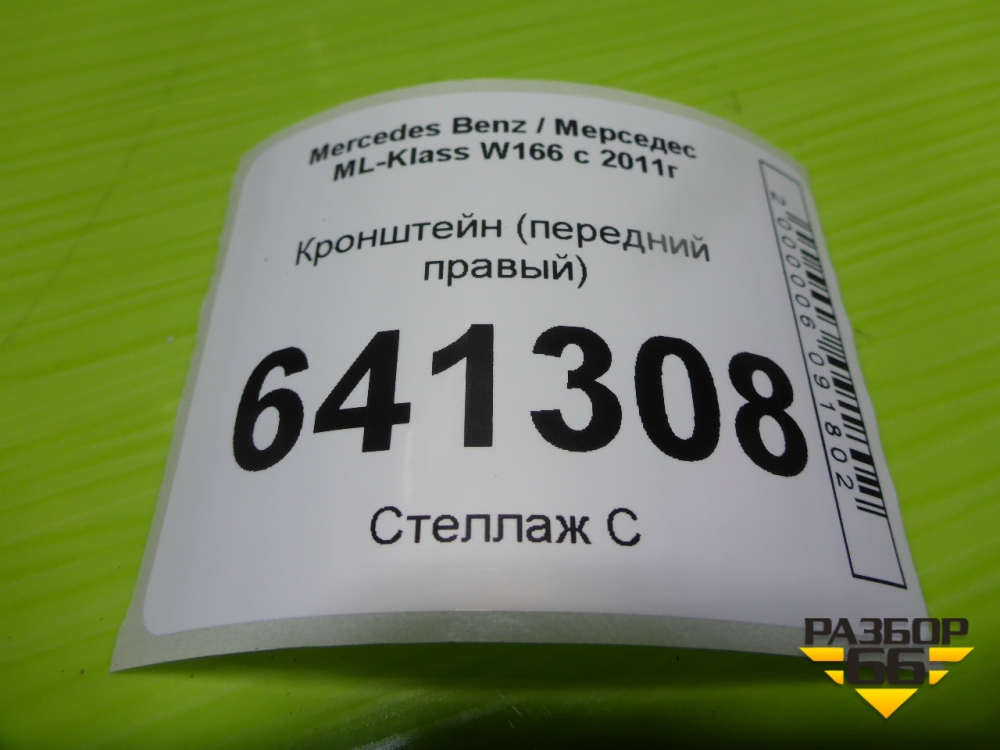 Mercedes Benz / Мерседес
ML-Klass W166 с 2011г
Кронштейн (передний
правый)
641308
Стеллаж С
2000006091802
РАЗБОР
66